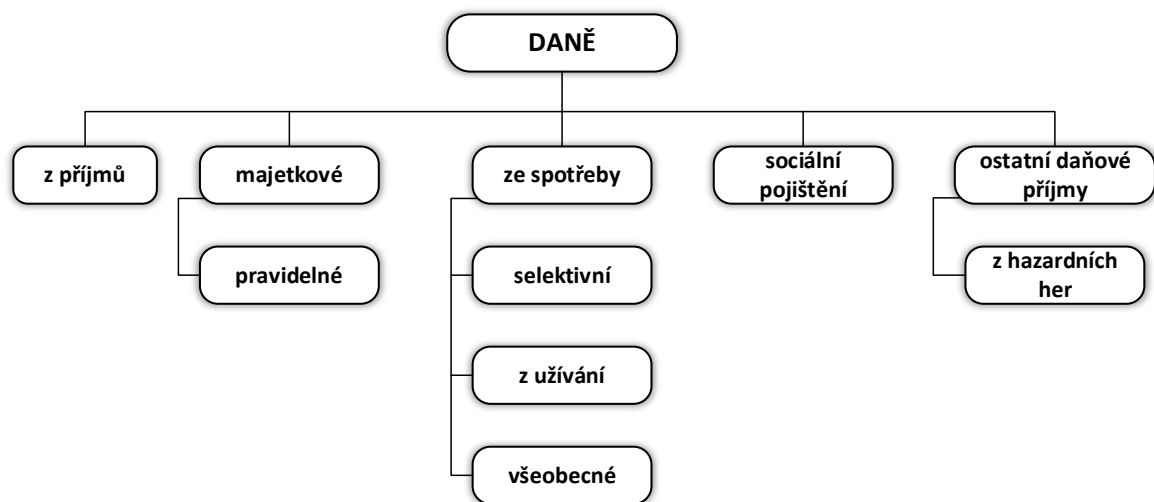 DANĚ
z příjmů
majetkové
ze spotřeby
sociální
pojištění
ostatní daňové
příjmy
pravidelné
selektivní
z hazardních
her
z užívání
všeobecné